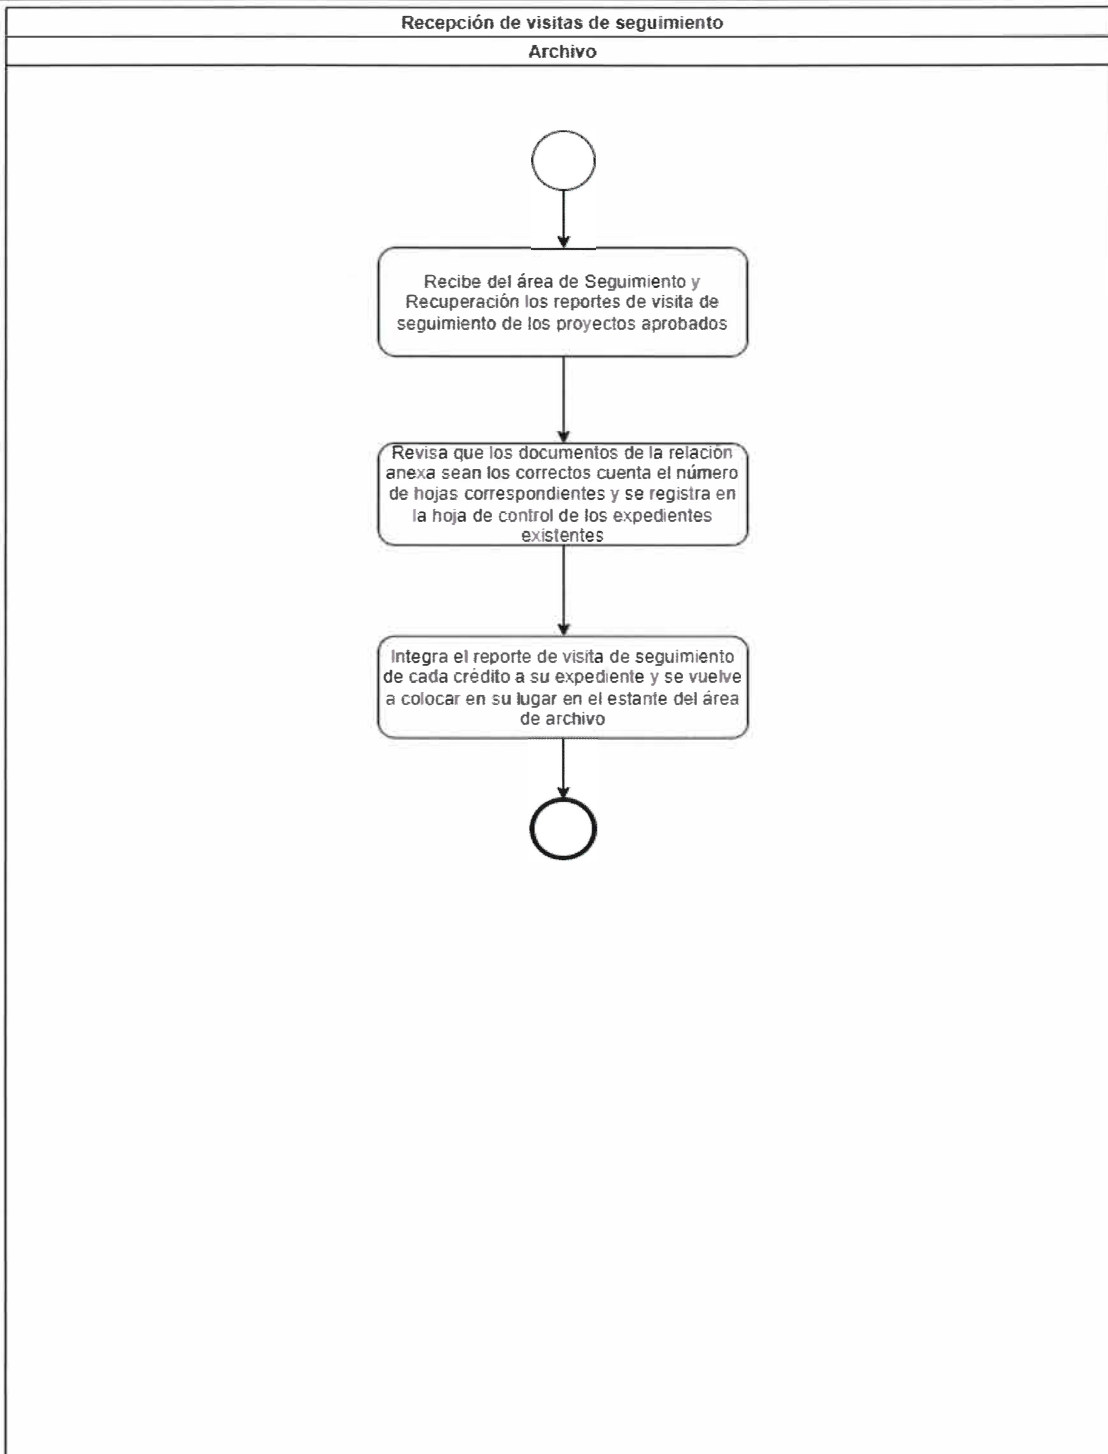 Recepción de visitas de seguimiento
Archivo
Recibe del área de Seguimiento y
Recuperación los reportes de visita de
seguimiento de los proyectos aprobados
Revisa que los documentos de la relación
anexa sean los correctos cuenta el número
de hojas correspondientes y se registra en
la hoja de control de los expedientes
existentes
Integra el reporte de visita de seguimiento
de cada crédito a su expediente y se vuelve
a colocar en su lugar en el estante del área
de archivo